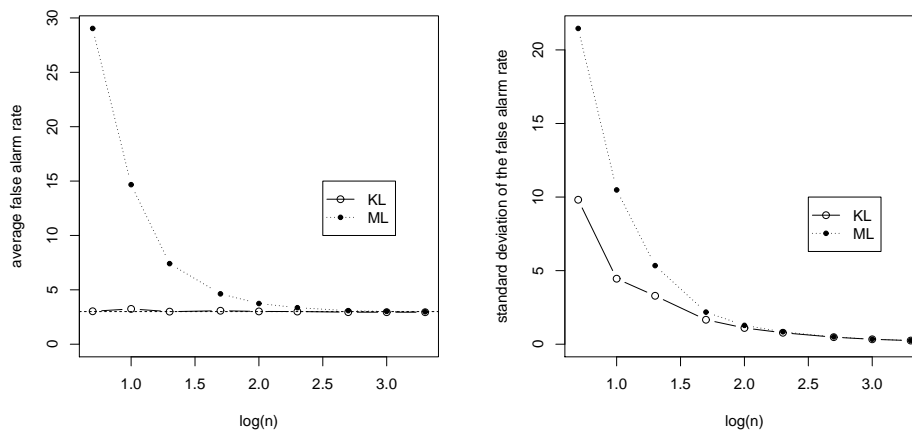 average false alarm rate
30
25
20
15
10
5
0
KL
ML
1.0 1.5 2.0 2.5 3.0
log(n)
standard deviation of the false alarm rate
20
15
10
5
0
KL
ML
1.0 1.5 2.0 2.5 3.0
log(n)